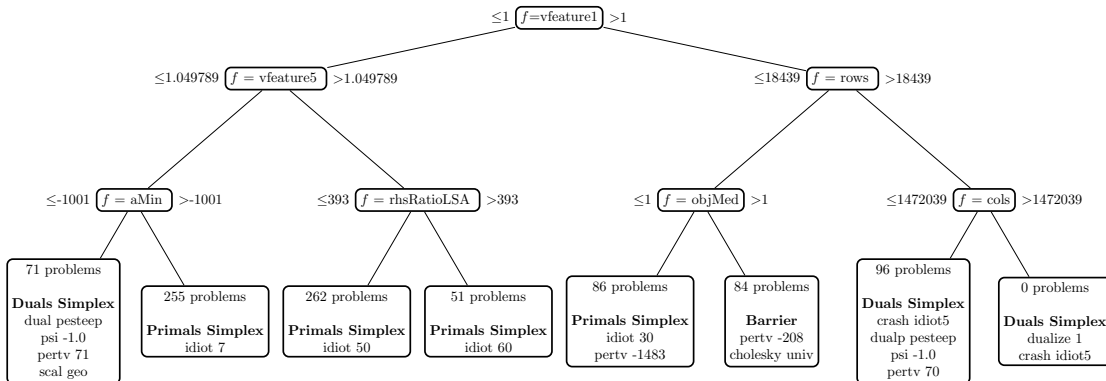 ≤1 f=vfeature1 >1
≤1.049789 f = vfeature5 >1.049789
≤18439 f = rows >18439
≤-1001 f = aMin >-1001
≤393 f = rhsRatioLSA >393
≤1 f = objMed >1
≤1472039 f = cols >1472039
71 problems
Duals Simplex
dual pesteep
psi -1.0
pertv 71
scal geo
255 problems
Primals Simplex
idiot 7
262 problems
Primals Simplex
idiot 50
51 problems
Primals Simplex
idiot 60
86 problems
Primals Simplex
idiot 30
pertv -1483
84 problems
Barrier
pertv -208
cholesky univ
96 problems
Duals Simplex
crash idiot5
dualp pesteep
psi -1.0
pertv 70
0 problems
Duals Simplex
dualize 1
crash idiot5